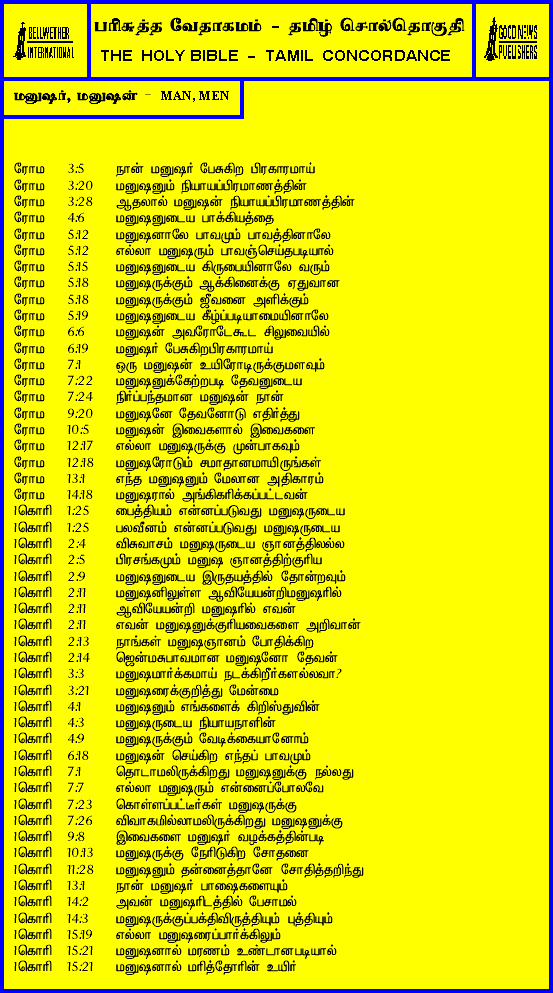 BELLWETHER
INTERNATIONAL
பரிசுத்த வேதாகமம் - தமிழ் சொல்தொகுதி
THE HOLY BIBLE - TAMIL CONCORDANCE
GOOD NEWS
PUBLISHERS
மனுஷர், மனுஷன் - MAN, MEN
ரோம 3:5 நான் மனுஷர் பேசுகிற பிரகாரமாய்
ரோம 3:20 மனுஷனும் நியாயப்பிரமாணத்தின்
ரோம 3:28 ஆதலால் மனுஷன் நியாயப்பிரமாணத்தின்
ரோம 4:6 மனுஷனுடைய பாக்கியத்தை
ரோம 5:12 மனுஷனாலே பாவமும் பாவத்தினாலே
ரோம 5:12 எல்லா மனுஷரும் பாவஞ்செய்தபடியால்
ரோம 5:15 மனுஷனுடைய கிருபையினாலே வரும்
ரோம 5:18 மனுஷருக்கும் ஆக்கினைக்கு ஏதுவான
ரோம 5:18 மனுஷருக்கும் ஜீவனை அளிக்கும்
ரோம 5:19 மனுஷனுடைய கீழ்ப்படியாமையினாலே
ரோம 6:6 மனுஷன் அவரோடேகூட சிலுவையில்
ரோம 6:19 மனுஷர் பேசுகிறபிரகாரமாய்
ரோம 7:1 ஒரு மனுஷன் உயிரோடிருக்குமளவும்
ரோம 7:22 மனுஷனுக்கேற்றபடி தேவனுடைய
ரோம 7:24 நிர்ப்பந்தமான மனுஷன் நான்
ரோம 9:20 மனுஷனே தேவனோடு எதிர்த்து
ரோம 10:5 மனுஷன் இவைகளால் இவைகளை
ரோம 12:17 எல்லா மனுஷருக்கு முன்பாகவும்
ரோம 12:18 மனுஷரோடும் சமாதானமாயிருங்கள்
ரோம 13:1 எந்த மனுஷனும் மேலான அதிகாரம்
ரோம 14:18 மனுஷரால் அங்கிகரிக்கப்பட்டவன்
1கொரி 1:25 பைத்தியம் என்னப்படுவது மனுஷருடைய
1கொரி 1:25 பலவீனம் என்னப்படுவது மனுஷருடைய
1கொரி 2:4 விசுவாசம் மனுஷருடைய ஞானத்திலல்ல
1கொரி 2:5 பிரசங்கமும் மனுஷ ஞானத்திற்குரிய
1கொரி 2:9 மனுஷனுடைய இருதயத்தில் தோன்றவும்
1கொரி 2:11 மனுஷனிலுள்ள ஆவியேயன்றிமனுஷரில்
1கொரி 2:11 ஆவியேயன்றி மனுஷரில் எவன்
1கொரி 2:11 எவன் மனுஷனுக்குரியவைகளை அறிவான்
1கொரி 2:13 நாங்கள் மனுஷஞானம் போதிக்கிற
1கொரி 2:14 ஜென்மசுபாவமான மனுஷனோ தேவன்
1கொரி 3:3 மனுஷமார்க்கமாய் நடக்கிறீர்களல்லவா?
1கொரி 3:21 மனுஷரைக்குறித்து மேன்மை
1கொரி 4:1 மனுஷனும் எங்களைக் கிறிஸ்துவின்
1கொரி 4:3 மனுஷருடைய நியாயநாளின்
1கொரி 4:9 மனுஷருக்கும் வேடிக்கையானோம்
1கொரி 6:18 மனுஷன் செய்கிற எந்தப் பாவமும்
1கொரி 7:1 தொடாமலிருக்கிறது மனுஷனுக்கு நல்லது
1கொரி 7:7 எல்லா மனுஷரும் என்னைப்போலவே
1கொரி 7:23 கொள்ளப்பட்டீர்கள் மனுஷருக்கு
1கொரி 7:26 விவாகமில்லாமலிருக்கிறது மனுஷனுக்கு
1கொரி 9:8 இவைகளை மனுஷர் வழக்கத்தின்படி
1கொரி 10:13 மனுஷருக்கு நேரிடுகிற சோதனை
1கொரி 11:28 மனுஷனும் தன்னைத்தானே சோதித்தறிந்து
1கொரி 13:1 நான் மனுஷர் பாஷைகளையும்
1கொரி 14:2 அவன் மனுஷரிடத்தில் பேசாமல்
1கொரி 14:3 மனுஷருக்குப்பக்திவிருத்தியும் புத்தியும்
1கொரி 15:19 எல்லா மனுஷரைப்பார்க்கிலும்
1கொரி 15:21 மனுஷனால் மரணம் உண்டானபடியால்
1கொரி 15:21 மனுஷனால் மரித்தோரின் உயிர்